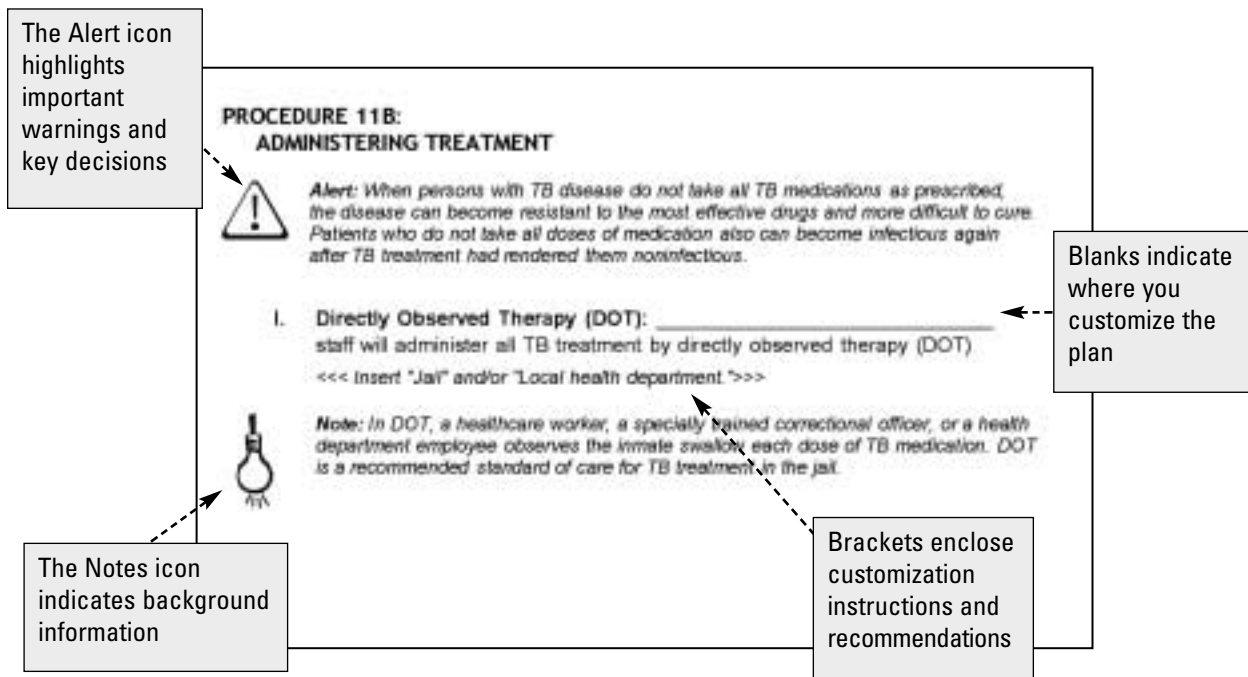 The Alert icon
highlights
important
warnings and
key decisions
PROCEDURE 11B:
ADMINISTERING TREATMENT
Alert: When persons with TB disease do not take all TB medications as prescribed,
the disease can become resistant to the most effective drugs and more difficult to cure.
Patients who do not take all doses of medication also can become infectious again
after TB treatment had rendered them noninfectious.
Blanks indicate
where you
customize the
plan
I. Directly Observed Therapy (DOT): ____________________
staff will administer all TB treatment by directly observed therapy (DOT)
<<< Insert "Jail" and/or "Local health department.">>>
Note: In DOT, a healthcare worker, a specially trained correctional officer, or a health
department employee observes the inmate swallow each dose of TB medication. DOT
is a recommended standard of care for TB treatment in the jail.
The Notes icon
indicates background
information
Brackets enclose
customization
instructions and
recommendations